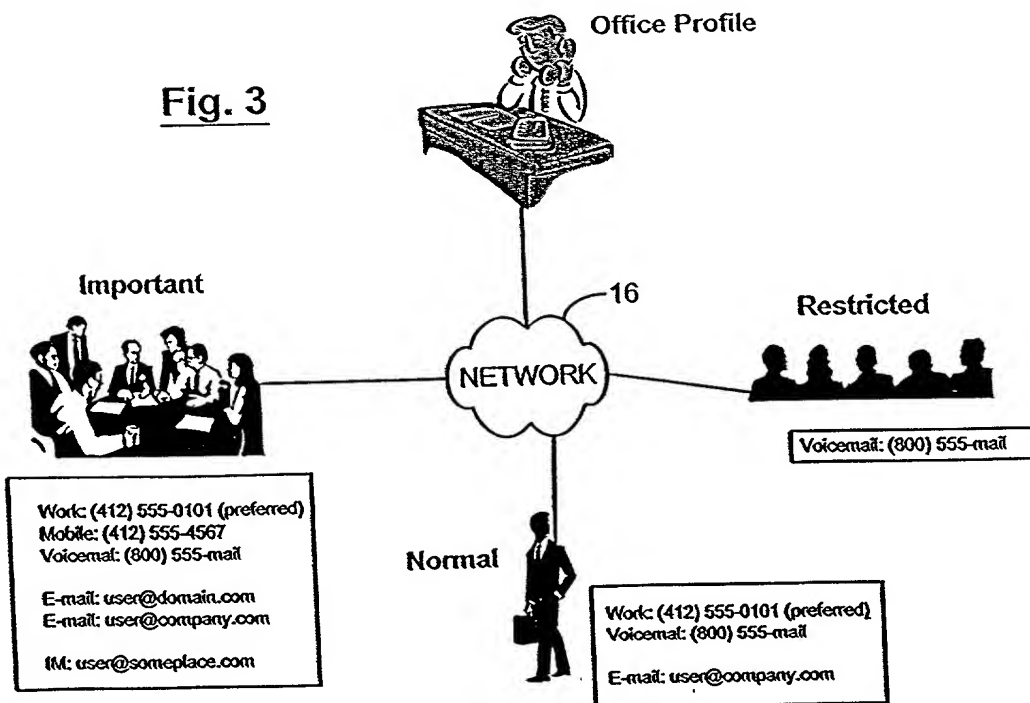 Office Profile
Fig. 3
Important
16
Restricted
NETWORK
Voicemail: (800) 555-mail
Work: (412) 555-0101 (preferred)
Mobile: (412) 555-4567
Voicemal: (800) 555-mail
E-mail: user@domain.com
E-mail: user@company.com
IM: user@someplace.com
Normal
Work: (412) 555-0101 (preferred)
Voicemal: (800) 555-mail
E-mail: user@company.com